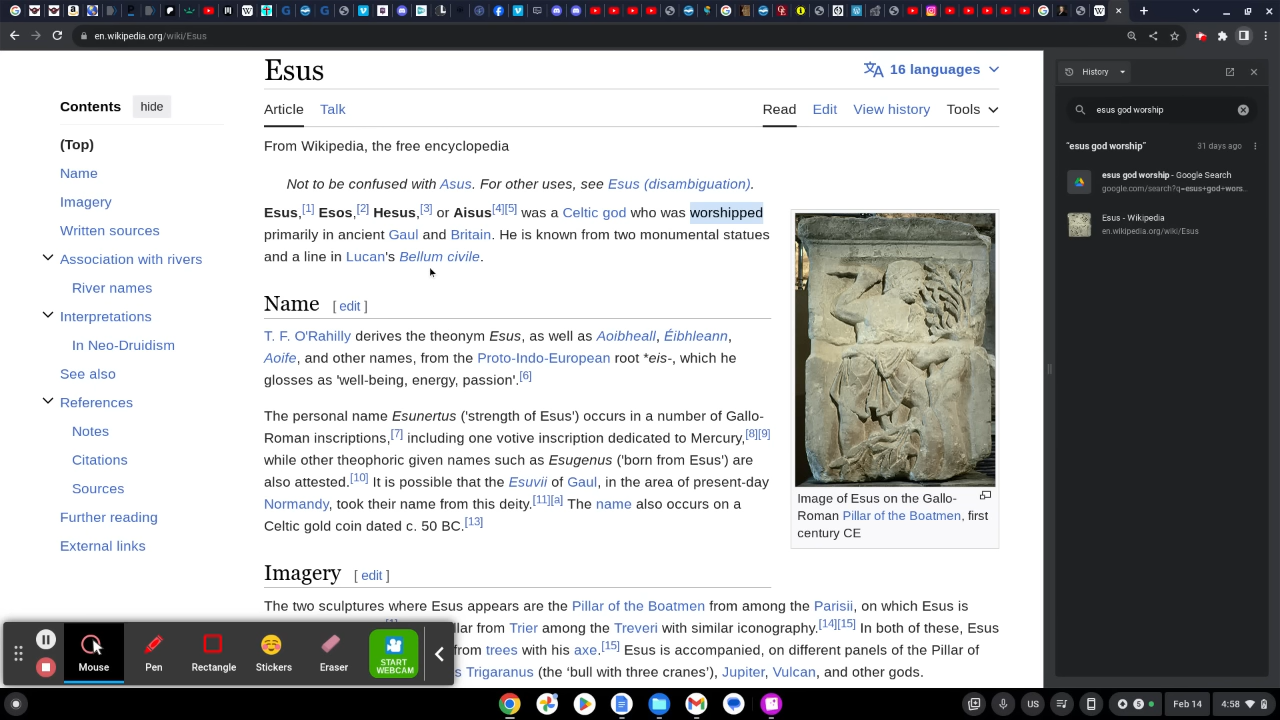 en.wikipedia.org/wiki/Esus
History
esus god worship
"esus god worship"
31 days ago
esus god worship - Google Search
google.com/search?q=esus+god+wors...
Esus - Wikipedia
en.wikipedia.org/wiki/Esus
Contents
hide
(Top)
Name
Imagery
Written sources
Association with rivers
River names
Interpretations
In Neo-Druidism
See also
References
Notes
Citations
Sources
Further reading
External links
Esus
16 languages
Article Talk
Read Edit View history Tools
From Wikipedia, the free encyclopedia
Not to be confused with Asus. For other uses, see Esus (disambiguation).
Esus,[1] Esos,[2] Hesus,[3] or Aisus[4][5] was a Celtic god who was worshipped
primarily in ancient Gaul and Britain. He is known from two monumental statues
and a line in Lucan's Bellum civile.
Name [ edit ]
T. F. O'Rahilly derives the theonym Esus, as well as Aoibheall, Éibhleann,
Aoife, and other names, from the Proto-Indo-European root *eis-, which he
glosses as 'well-being, energy, passion'.[6]
The personal name Esunertus ('strength of Esus') occurs in a number of Gallo-
Roman inscriptions,[7] including one votive inscription dedicated to Mercury,[8][9]
while other theophoric given names such as Esugenus ('born from Esus') are
also attested.[10] It is possible that the Esuvii of Gaul, in the area of present-day
Normandy, took their name from this deity.[11][a] The name also occurs on a
Celtic gold coin dated c. 50 BC.[13]
Image of Esus on the Gallo-
Roman Pillar of the Boatmen, first
century CE
Imagery [ edit ]
The two sculptures where Esus appears are the Pillar of the Boatmen from among the Parisii, on which Esus is
lar from Trier among the Treveri with similar iconography.[14][15] In both of these, Esus
from trees with his axe.[15] Esus is accompanied, on different panels of the Pillar of
s Trigaranus (the ‘bull with three cranes’), Jupiter, Vulcan, and other gods.
Mouse
Pen
Rectangle
Stickers
Eraser
START
WEBCAM
US
5
Feb 14
4:58